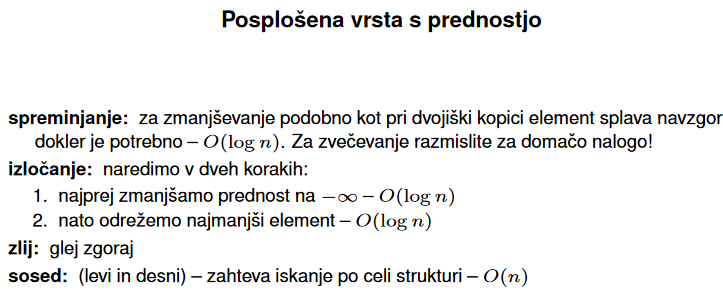 Posplošena vrsta s prednostjo
spreminjanje: za zmanjševanje podobno kot pri dvojiški kopici element splava navzgor
dokler je potrebno – O(log n). Za zvečevanje razmislite za domačo nalogo!
izločanje: naredimo v dveh korakih:
1. najprej zmanjšamo prednost na −∞ – O(log n)
2. nato odrežemo najmanjši element – O(log n)
zlij: glej zgoraj
sosed: (levi in desni) – zahteva iskanje po celi strukturi – O(n)